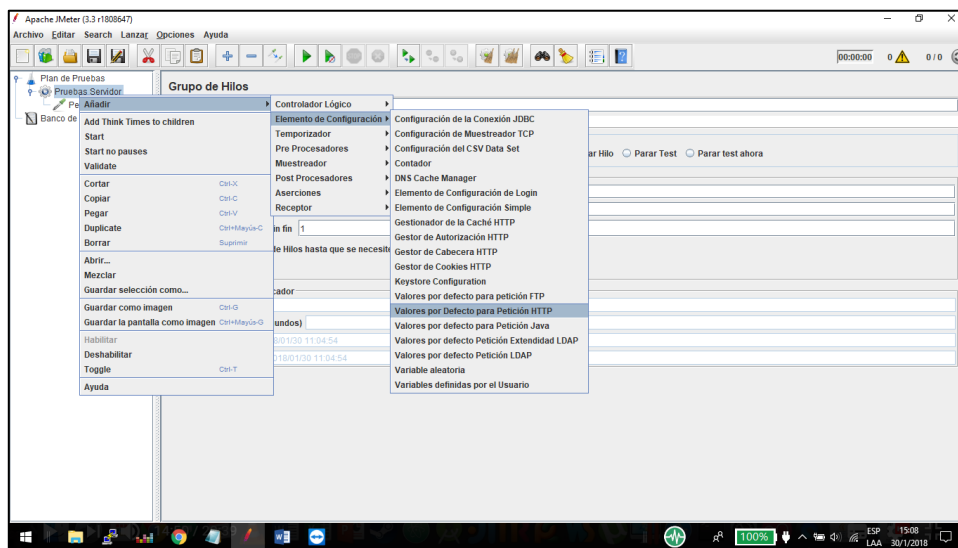 Apache JMeter (3.3 r1808647)
Archivo Editar Search Lanzar Opciones Ayuda
00:00:00 0 0 / 0
Plan de Pruebas
Pruebas Servidor
Pe
Banco de
Grupo de Hilos
Añadir
Add Think Times to children
Start
Start no pauses
Validate
Cortar Ctrl-X
Copiar Ctrl-C
Pegar Ctrl-V
Duplicate Ctrl+Mayús-C
Borrar Suprimir
Abrir...
Mezclar
Guardar selección como...
Guardar como imagen Ctrl-G
Guardar la pantalla como imagen Ctrl+Mayús-G
Habilitar
Deshabilitar
Toggle Ctrl-T
Ayuda
Controlador Lógico
Elemento de Configuración
Temporizador
Pre Procesadores
Muestreador
Post Procesadores
Aserciones
Receptor
Configuración de la Conexión JDBC
Configuración de Muestreador TCP
Configuración del CSV Data Set
Contador
DNS Cache Manager
Elemento de Configuración de Login
Elemento de Configuración Simple
Gestionador de la Caché HTTP
Gestor de Autorización HTTP
Gestor de Cabecera HTTP
Gestor de Cookies HTTP
Keystore Configuration
Valores por defecto para petición FTP
Valores por Defecto para Petición HTTP
Valores por defecto para Petición Java
Valores por defecto Petición Extendidad LDAP
Valores por defecto Petición LDAP
Variable aleatoria
Variables definidas por el Usuario
ar Hilo Parar Test Parar test ahora
in fin 1
de Hilos hasta que se necesite
cador
undos)
8/01/30 11:04:54
018/01/30 11:04:54
100% ESP 15:08
LAA 30/1/2018